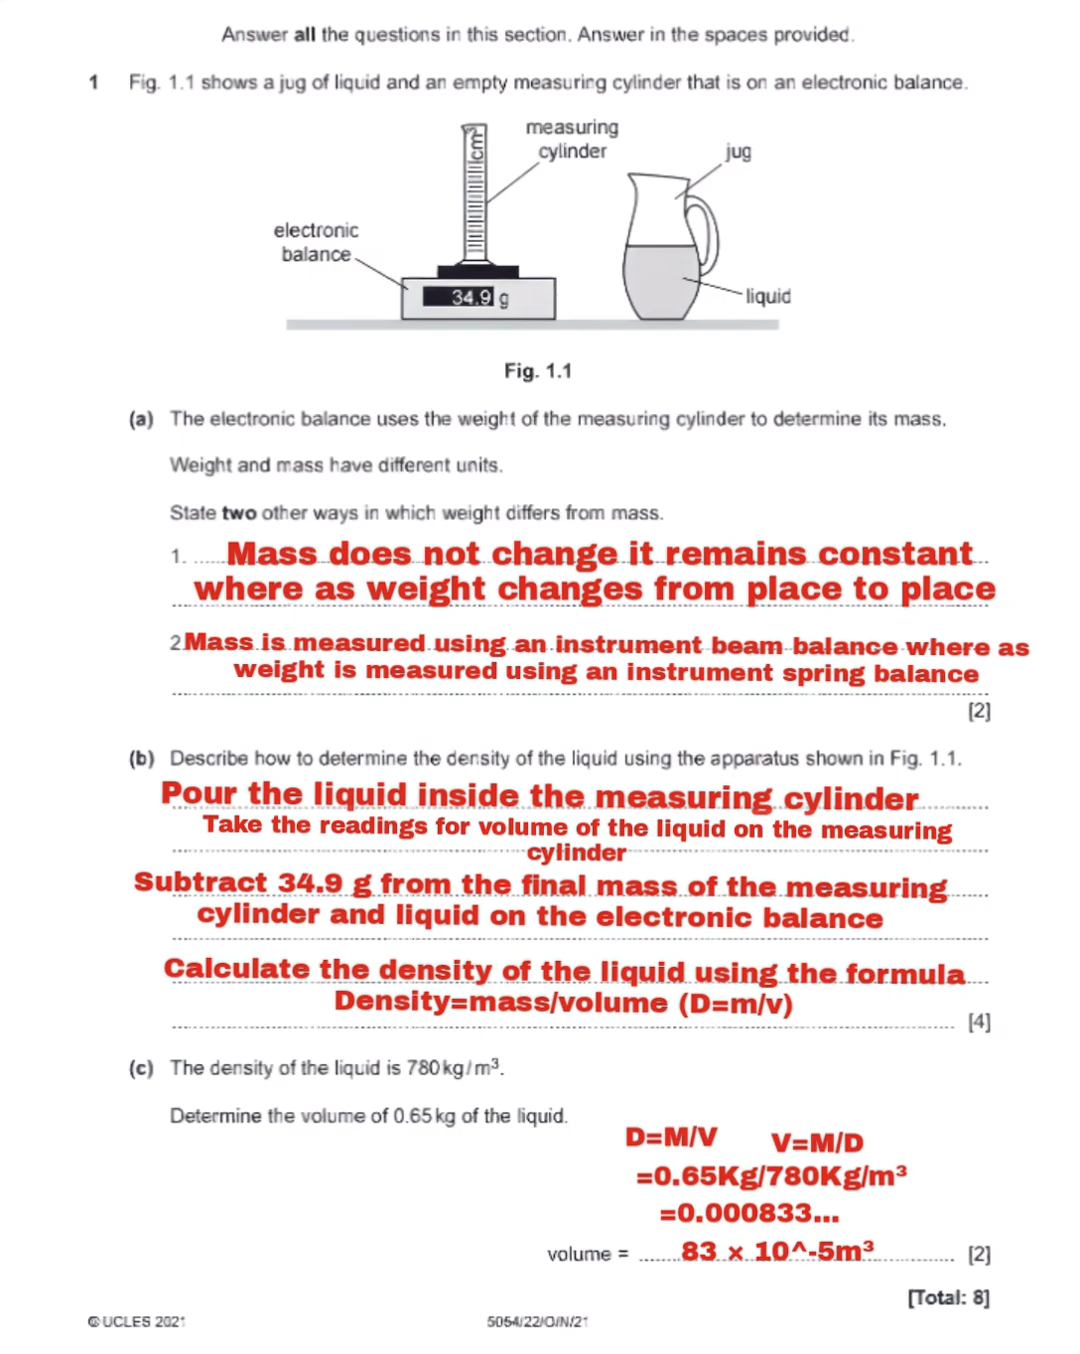 Answer all the questions in this section. Answer in the spaces provided.
1 Fig. 1.1 shows a jug of liquid and an empty measuring cylinder that is on an electronic balance.
measuring
cylinder
jug
cm³
electronic
balance
34.9 g
liquid
Fig. 1.1
(a) The electronic balance uses the weight of the measuring cylinder to determine its mass.
Weight and mass have different units.
State two other ways in which weight differs from mass.
1. Mass does not change it remains constant
where as weight changes from place to place
2 Mass is measured using an instrument beam balance where as
weight is measured using an instrument spring balance
[2]
(b) Describe how to determine the density of the liquid using the apparatus shown in Fig. 1.1.
Pour the liquid inside the measuring cylinder
Take the readings for volume of the liquid on the measuring
cylinder
Subtract 34.9 g from the final mass of the measuring
cylinder and liquid on the electronic balance
Calculate the density of the liquid using the formula
Density=mass/volume (D=m/v)
[4]
(c) The density of the liquid is 780 kg/m³.
Determine the volume of 0.65 kg of the liquid.
D=M/V V=M/D
=0.65Kg/780Kg/m³
=0.000833...
volume = 83 × 10^-5m³ [2]
[Total: 8]
© UCLES 2021 5054/22/O/N/21